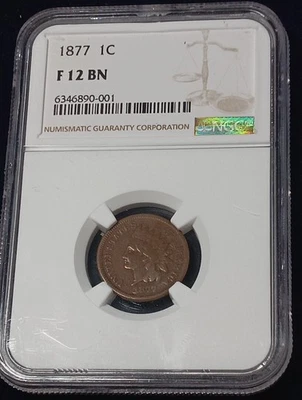 1877 1C
F 12 BN
6346890-001
NUMISMATIC GUARANTY CORPORATION
NGC